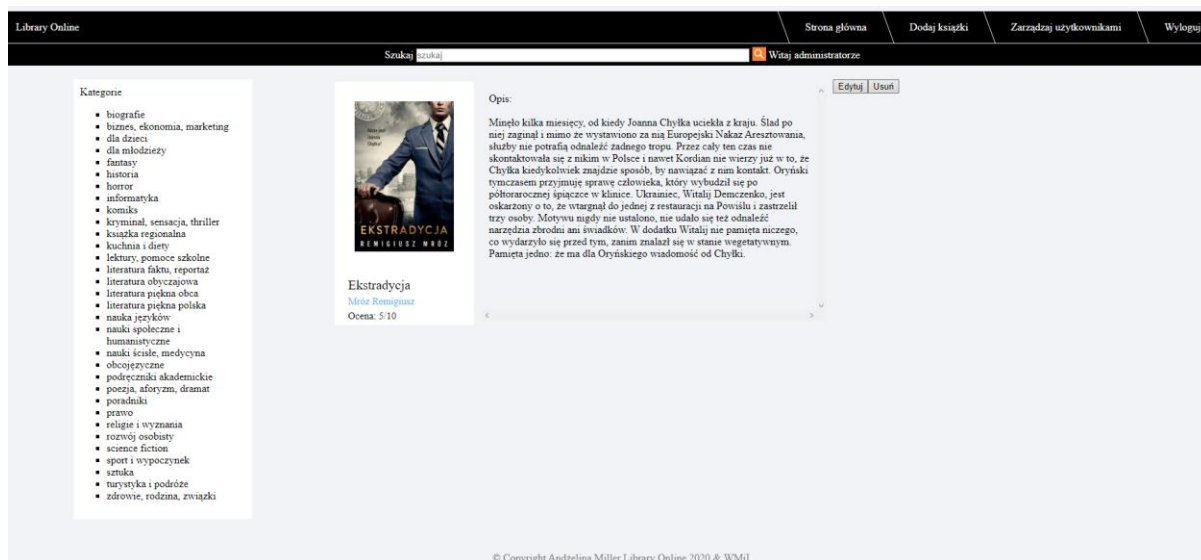 Library Online
Strona główna
Dodaj książki
Zarządzaj użytkownikami
Wyloguj
Szukaj szukaj
Witaj administratorze
Kategorie
biografie
biznes, ekonomia, marketing
dla dzieci
dla młodzieży
fantasy
historia
horror
informatyka
komiks
kryminał, sensacja, thriller
książka regionalna
kuchnia i diety
lektury, pomoce szkolne
literatura faktu, reportaż
literatura obyczajowa
literatura piękna obca
literatura piękna polska
nauka języków
nauki społeczne i
humanistyczne
nauki ścisłe, medycyna
obcojęzyczne
podręczniki akademickie
poezja, aforyzm, dramat
poradniki
prawo
religie i wyznania
rozwój osobisty
science fiction
sport i wypoczynek
sztuka
turystyka i podróże
zdrowie, rodzina, związki
EKSTRADYCJA
REMIGIUSZ MRÓZ
Ekstradycja
Mróz Remigiusz
Ocena: 5/10
Opis:
Minęło kilka miesięcy, od kiedy Joanna Chyłka uciekła z kraju. Ślad po
niej zaginął i mimo że wystawiono za nią Europejski Nakaz Aresztowania,
służby nie potrafią odnaleźć żadnego tropu. Przez cały ten czas nie
skontaktowała się z nikim w Polsce i nawet Kordian nie wierzy już w to, że
Chyłka kiedykolwiek znajdzie sposób, by nawiązać z nim kontakt. Oryński
tymczasem przyjmuję sprawę człowieka, który wybudził się po
półtorarocznej śpiączce w klinice. Ukrainiec, Witalij Demczenko, jest
oskarżony o to, że wtargnął do jednej z restauracji na Powiślu i zastrzelił
trzy osoby. Motywu nigdy nie ustalono, nie udało się też odnaleźć
narzędzia zbrodni ani świadków. W dodatku Witalij nie pamięta niczego,
co wydarzyło się przed tym, zanim znalazł się w stanie wegetatywnym.
Pamięta jedno: że ma dla Oryńskiego wiadomość od Chyłki.
Edytuj Usuń
© Copyright Andżelina Miller Library Online 2020 & WMiI